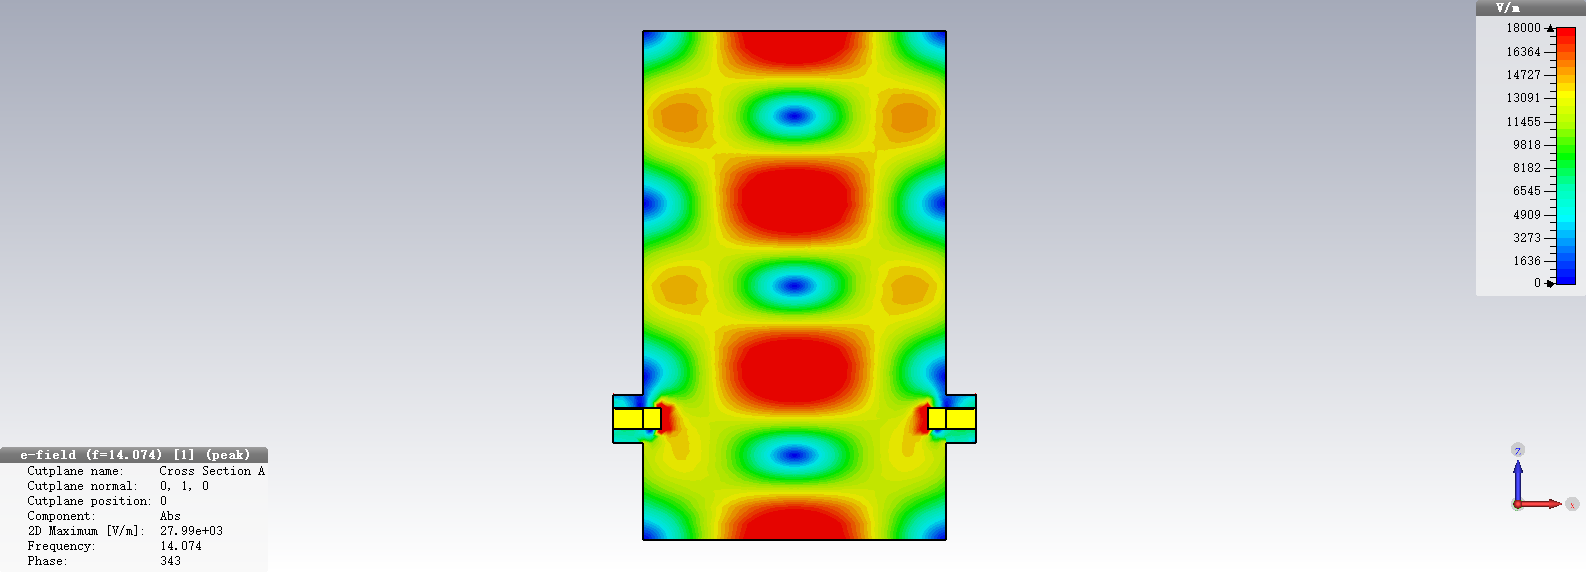 V/m
18000
16364
14727
13091
11455
9818
8182
6545
4909
3273
1636
0
e-field (f=14.074) [1] (peak)
Cutplane name: Cross Section A
Cutplane normal: 0, 1, 0
Cutplane position: 0
Component: Abs
2D Maximum [V/m]: 27.99e+03
Frequency: 14.074
Phase: 343
z
x